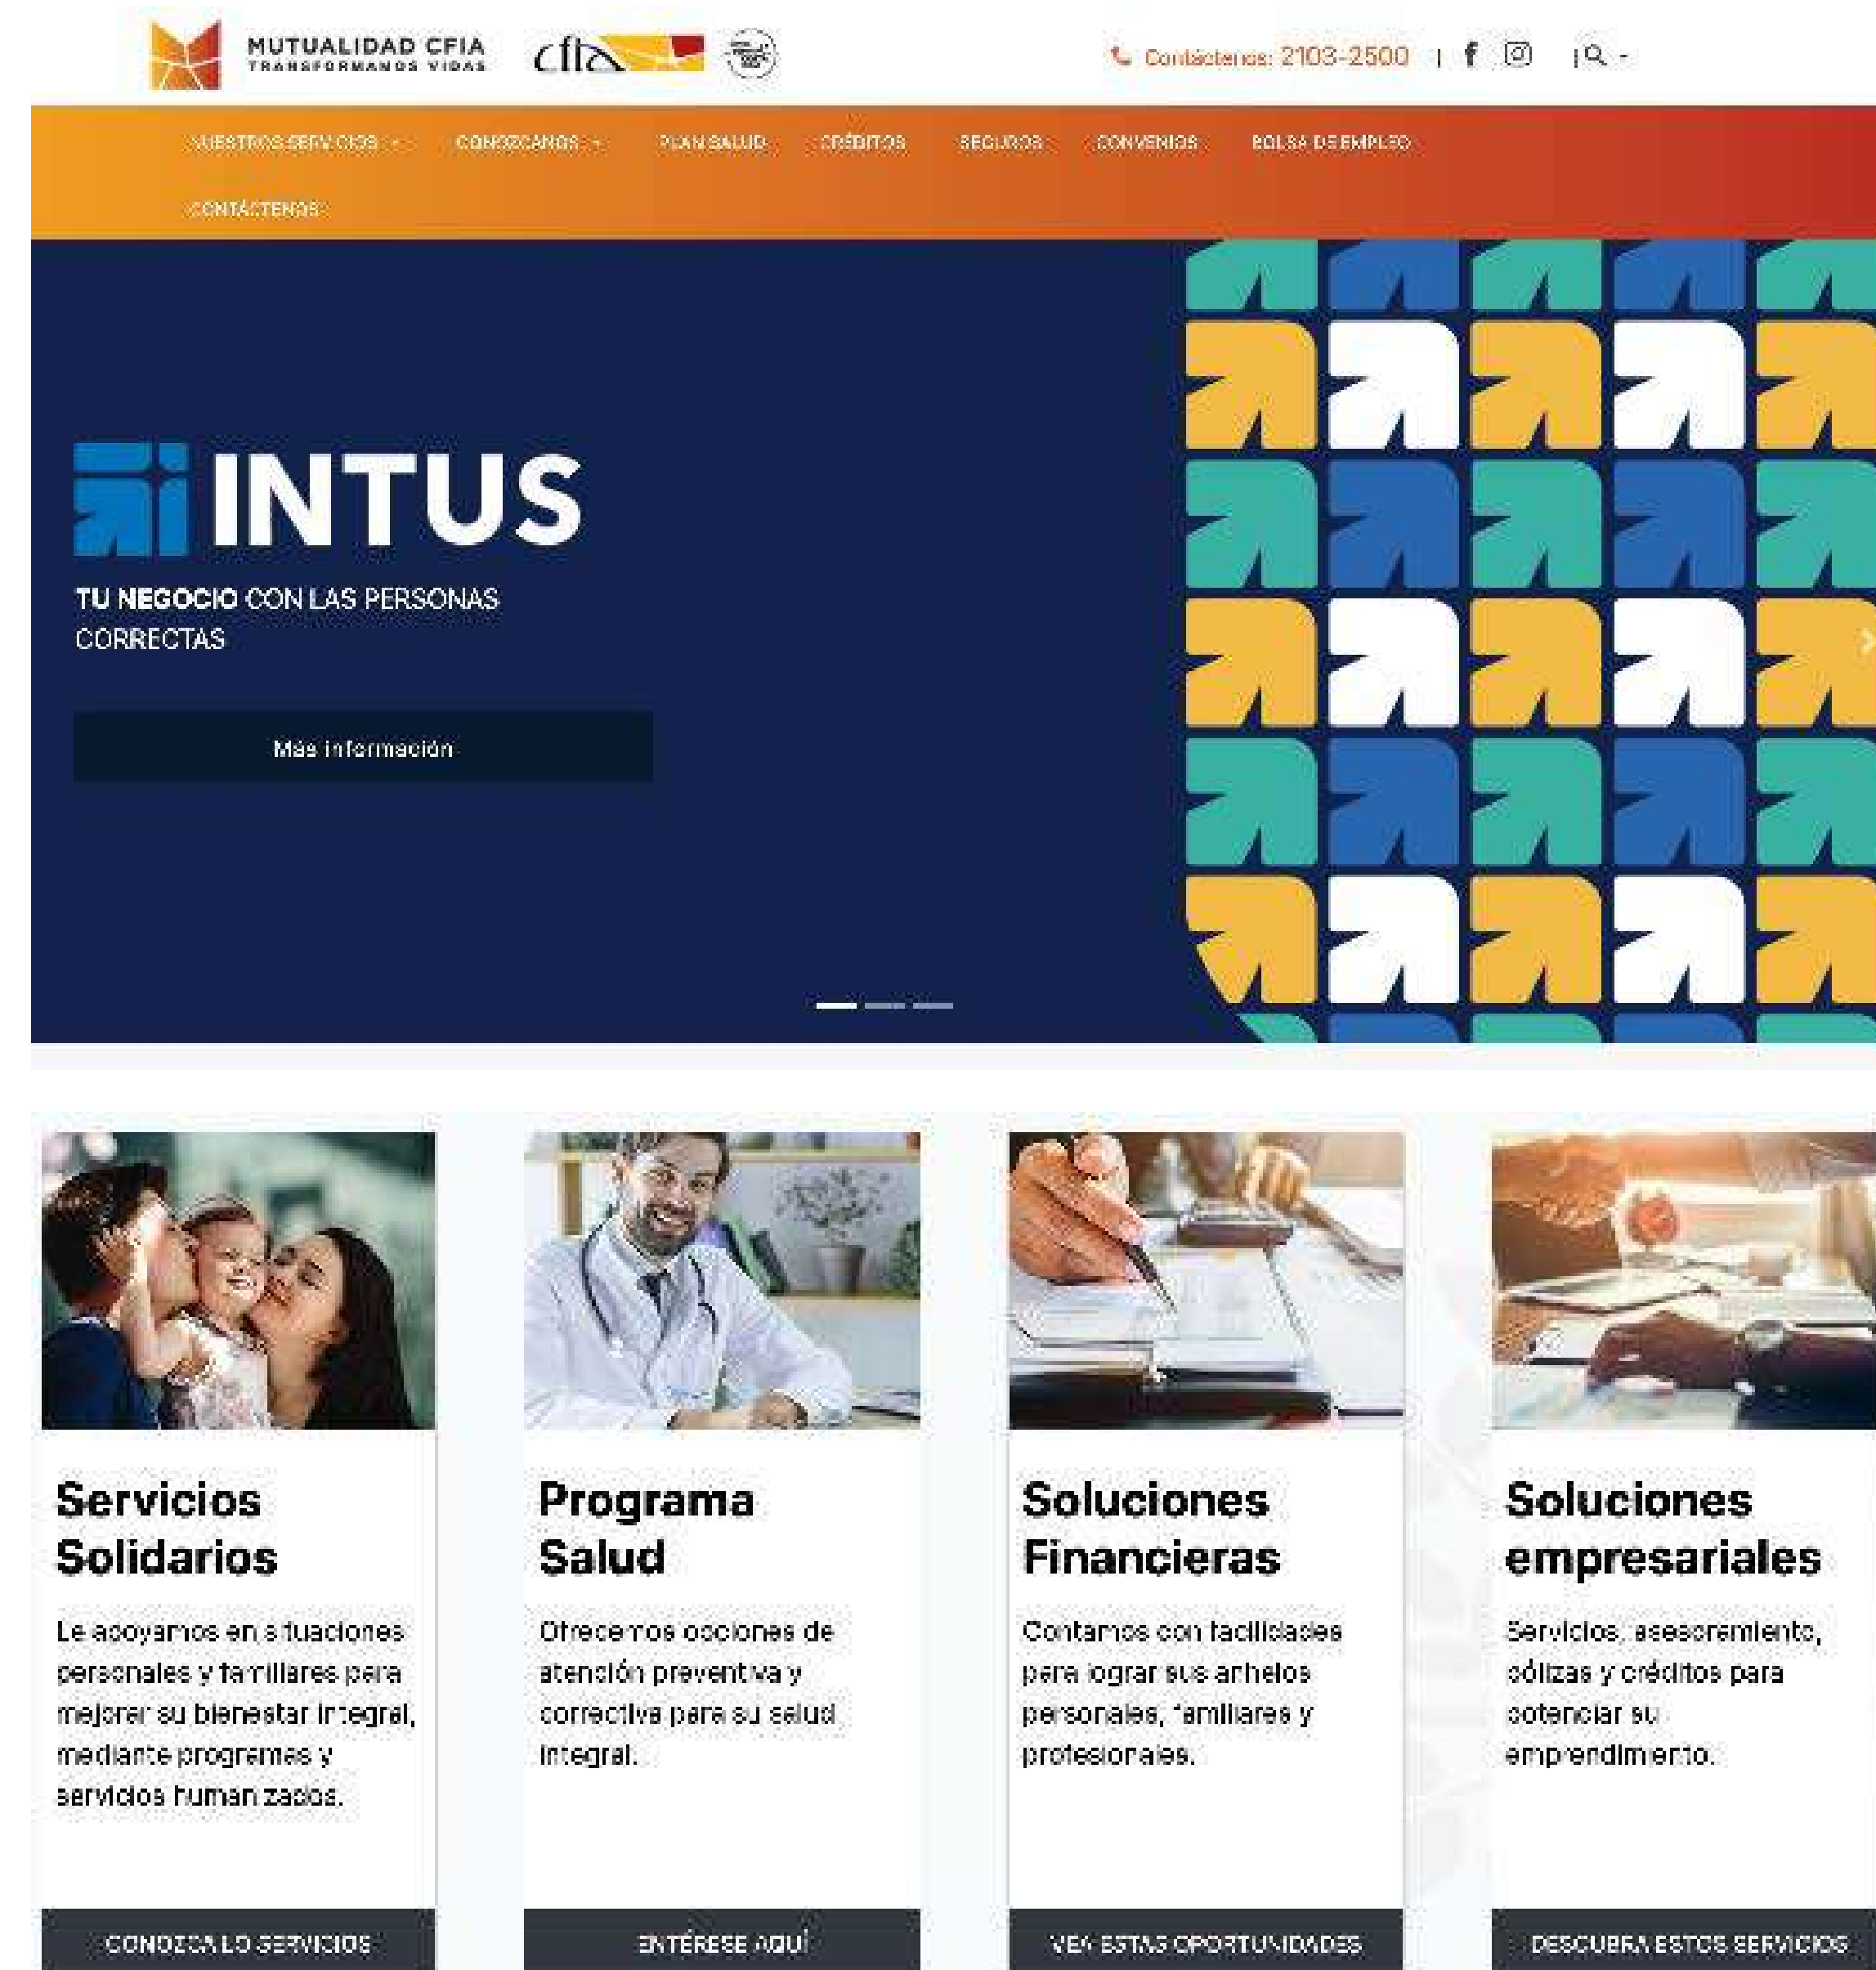 MUTUALIDAD CFIA
TRANSFORMAMOS VIDAS
cfia
Contáctenos: 2103-2500
NUESTROS SERVICIOS
CONOZCANOS
PLAN SALUD
CRÉDITOS
SEGUROS
CONVENIOS
BOLSA DE EMPLEO
CONTÁCTENOS
INTUS
TU NEGOCIO CON LAS PERSONAS
CORRECTAS
Más información
Servicios
Solidarios
Le apoyamos en situaciones
personales y familiares para
mejorar su bienestar integral,
mediante programas y
servicios humanizados.
CONOZCA LO SERVICIOS
Programa
Salud
Ofrecemos opciones de
atención preventiva y
correctiva para su salud
integral.
ENTÉRESE AQUÍ
Soluciones
Financieras
Contamos con facilidades
para lograr sus anhelos
personales, familiares y
profesionales.
VEA ESTAS OPORTUNIDADES
Soluciones
empresariales
Servicios, asesoramiento,
pólizas y créditos para
potenciar su
emprendimiento.
DESCUBRA ESTOS SERVICIOS